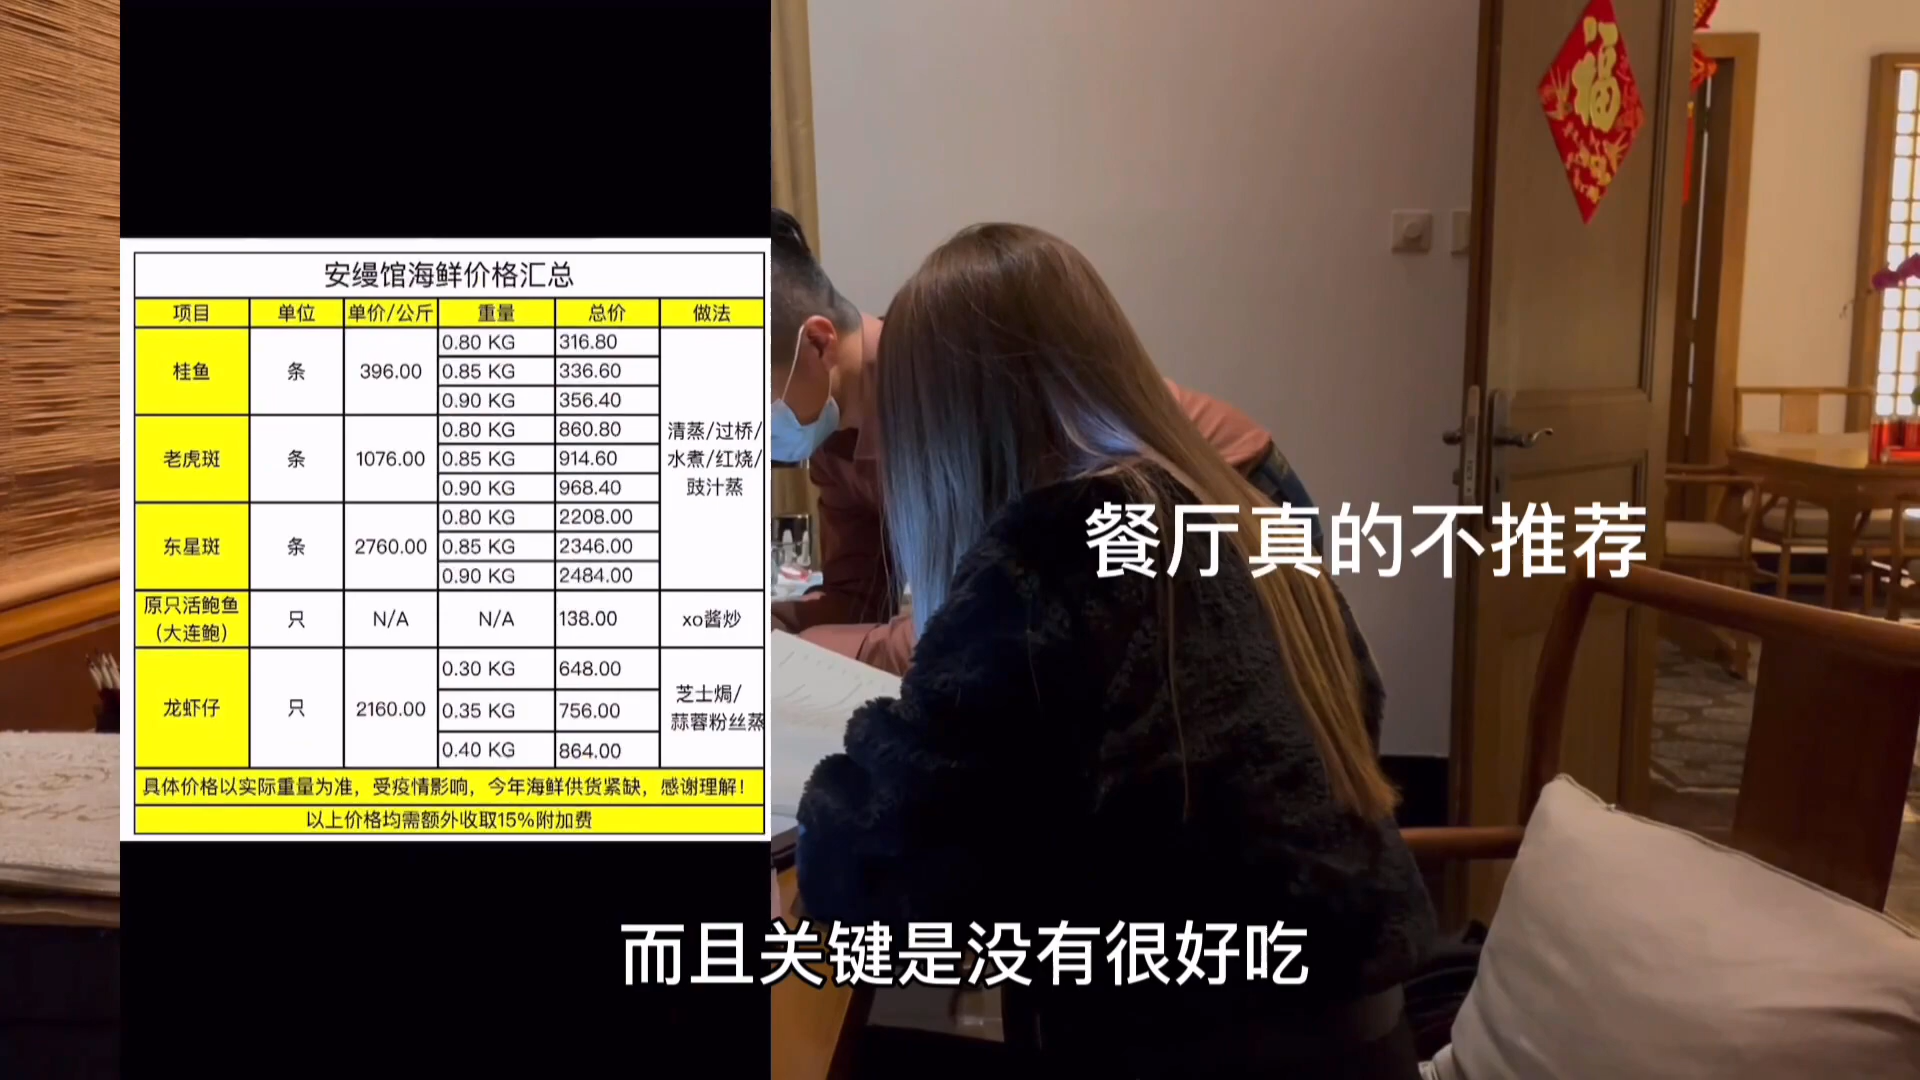 安缦馆海鲜价格汇总
项目 单位 单价/公斤 重量 总价 做法
桂鱼 条 396.00
0.80 KG 316.80
0.85 KG 336.60
0.90 KG 356.40
老虎斑 条 1076.00
0.80 KG 860.80
0.85 KG 914.60
0.90 KG 968.40
东星斑 条 2760.00
0.80 KG 2208.00
0.85 KG 2346.00
0.90 KG 2484.00
清蒸/过桥/
水煮/红烧/
豉汁蒸
原只活鲍鱼
（大连鲍）
只 N/A N/A 138.00 xo酱炒
龙虾仔 只 2160.00
0.30 KG 648.00
0.35 KG 756.00
0.40 KG 864.00
芝士焗/
蒜蓉粉丝蒸
具体价格以实际重量为准，受疫情影响，今年海鲜供货紧缺，感谢理解！
以上价格均需额外收取15%附加费
福
餐厅真的不推荐
而且关键是没有很好吃